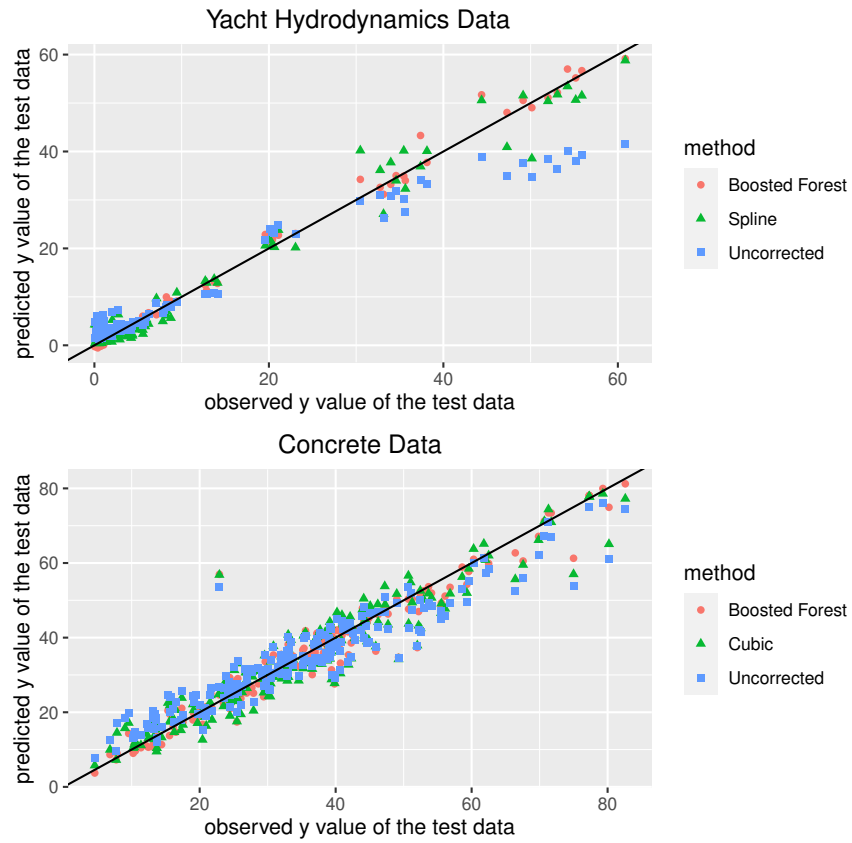 Yacht Hydrodynamics Data
predicted y value of the test data
60
40
20
0
0 20 40 60
observed y value of the test data
method
Boosted Forest
Spline
Uncorrected
Concrete Data
predicted y value of the test data
80
60
40
20
0
20 40 60 80
observed y value of the test data
method
Boosted Forest
Cubic
Uncorrected